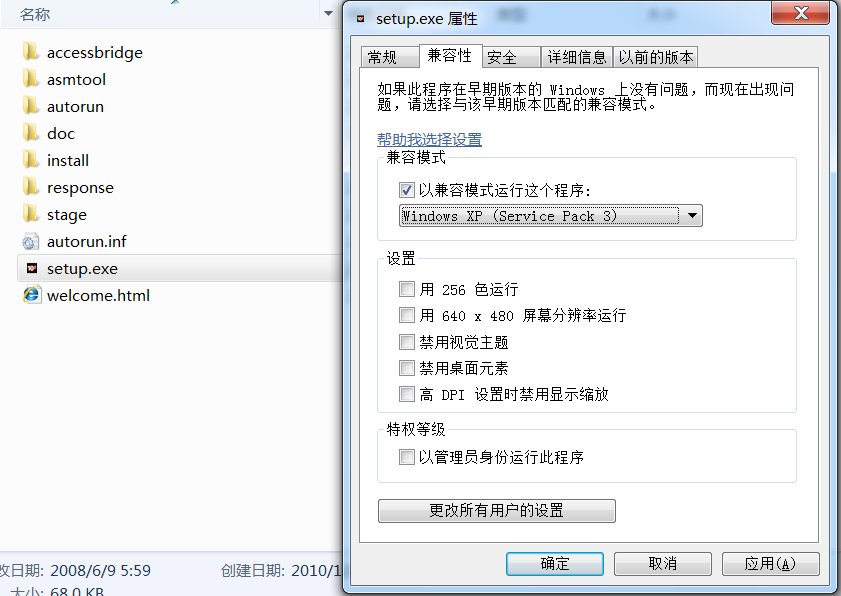 名称
accessbridge
asmtool
autorun
doc
install
response
stage
autorun.inf
setup.exe
welcome.html
改日期: 2008/6/9 5:59
创建日期: 2010/1
大小: 68.0 KB
setup.exe 属性
常规 兼容性 安全 详细信息 以前的版本
如果此程序在早期版本的 Windows 上没有问题，而现在出现问
题，请选择与该早期版本匹配的兼容模式。
帮助我选择设置
兼容模式
以兼容模式运行这个程序:
Windows XP (Service Pack 3)
设置
用 256 色运行
用 640 x 480 屏幕分辨率运行
禁用视觉主题
禁用桌面元素
高 DPI 设置时禁用显示缩放
特权等级
以管理员身份运行此程序
更改所有用户的设置
确定 取消 应用(A)